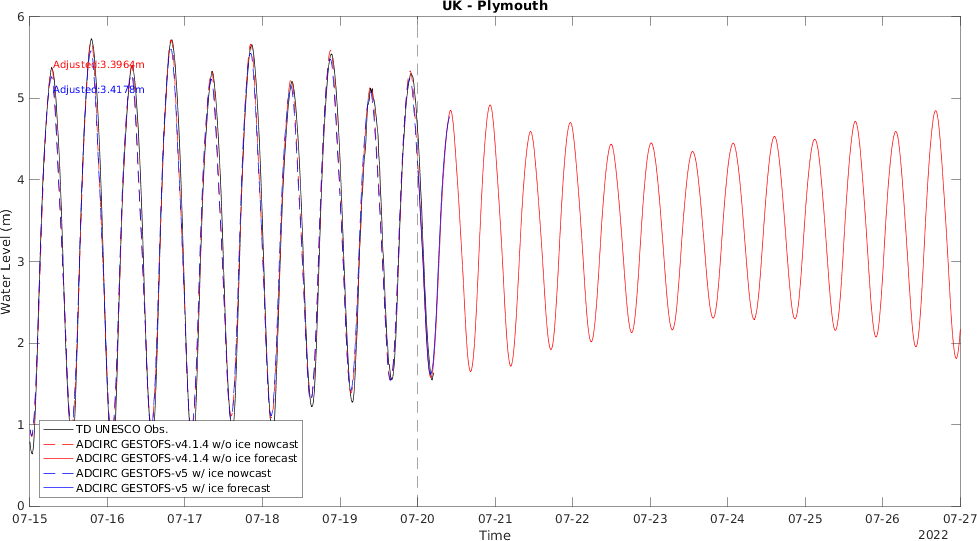 UK - Plymouth
6
Adjusted:3.3964m
Adjusted:3.4178m
5
4
3
2
1
0
Water Level (m)
TD UNESCO Obs.
ADCIRC GESTOFS-v4.1.4 w/o ice nowcast
ADCIRC GESTOFS-v4.1.4 w/o ice forecast
ADCIRC GESTOFS-v5 w/ ice nowcast
ADCIRC GESTOFS-v5 w/ ice forecast
07-15 07-16 07-17 07-18 07-19 07-20 07-21 07-22 07-23 07-24 07-25 07-26 07-27
Time
2022